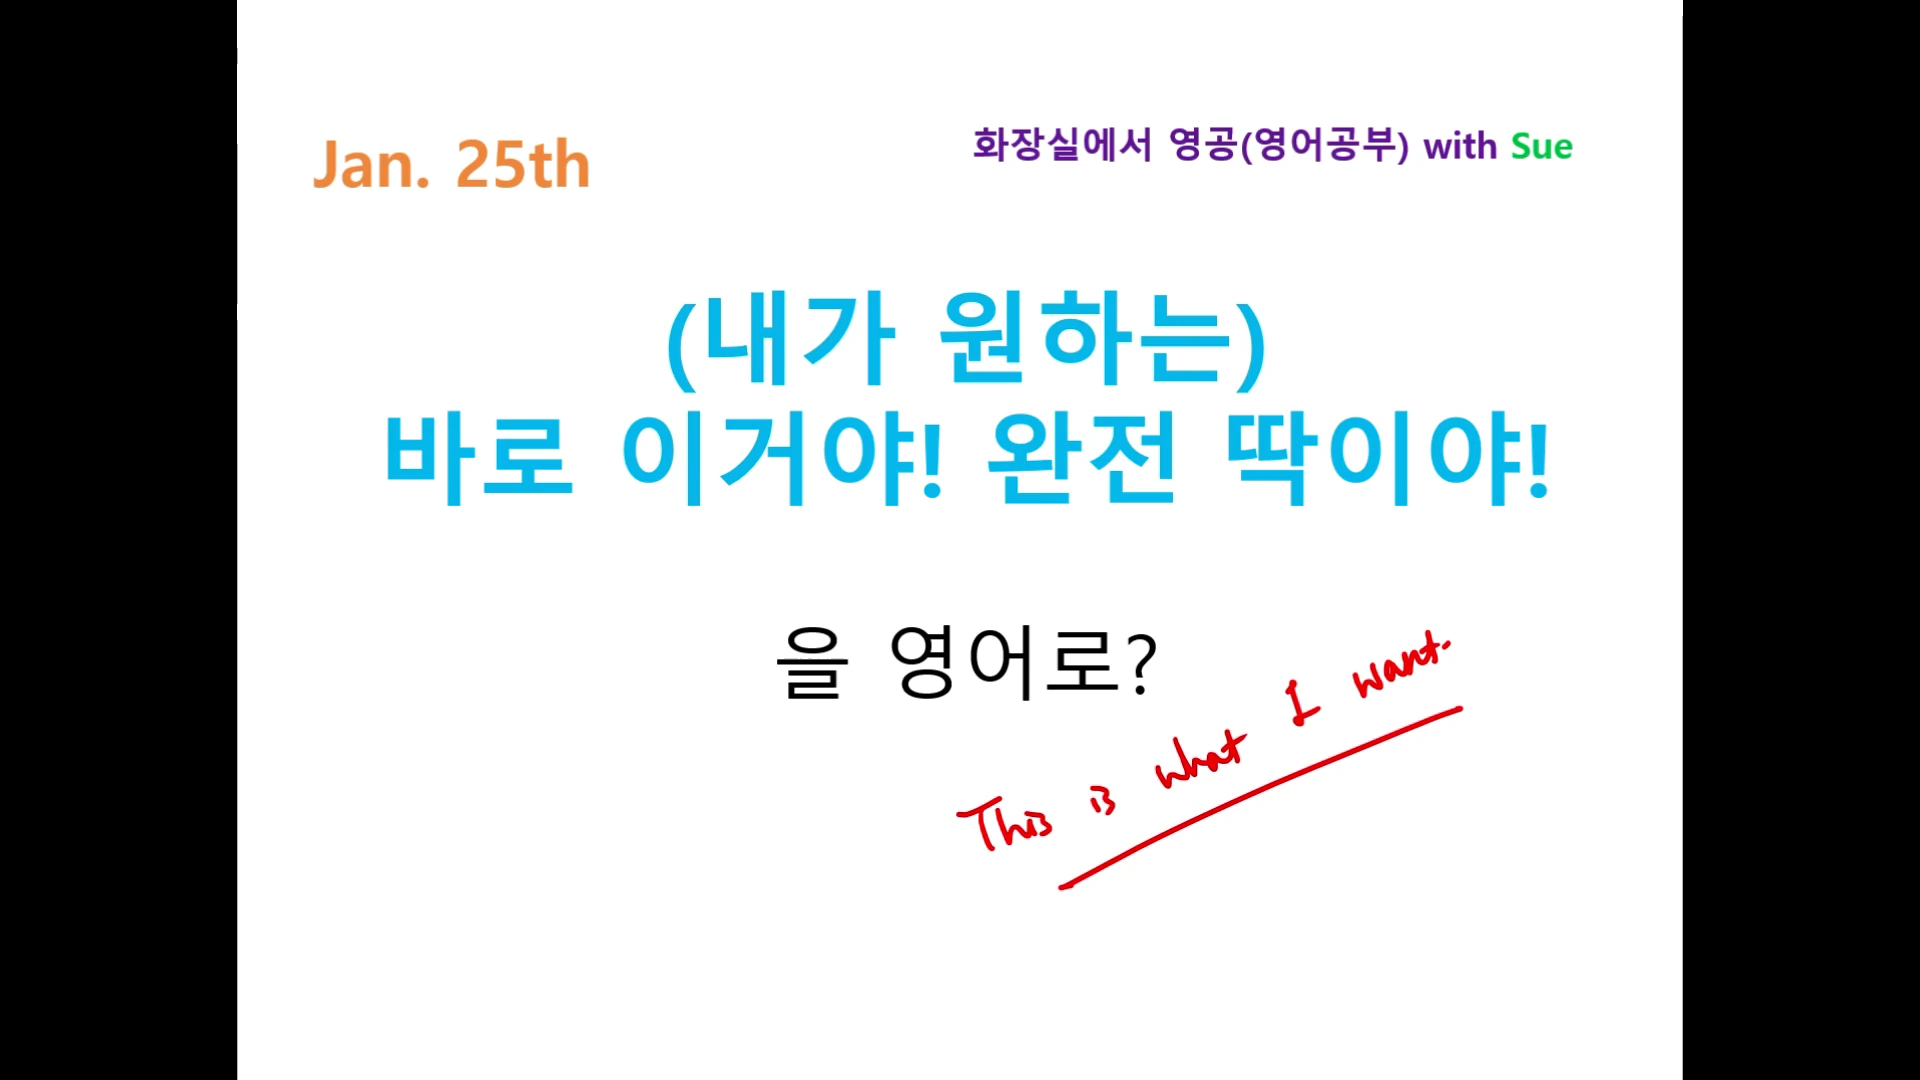 Jan. 25th
화장실에서 영공(영어공부) with Sue
(내가 원하는)
바로 이거야! 완전 딱이야!
을 영어로?
This is what I want.